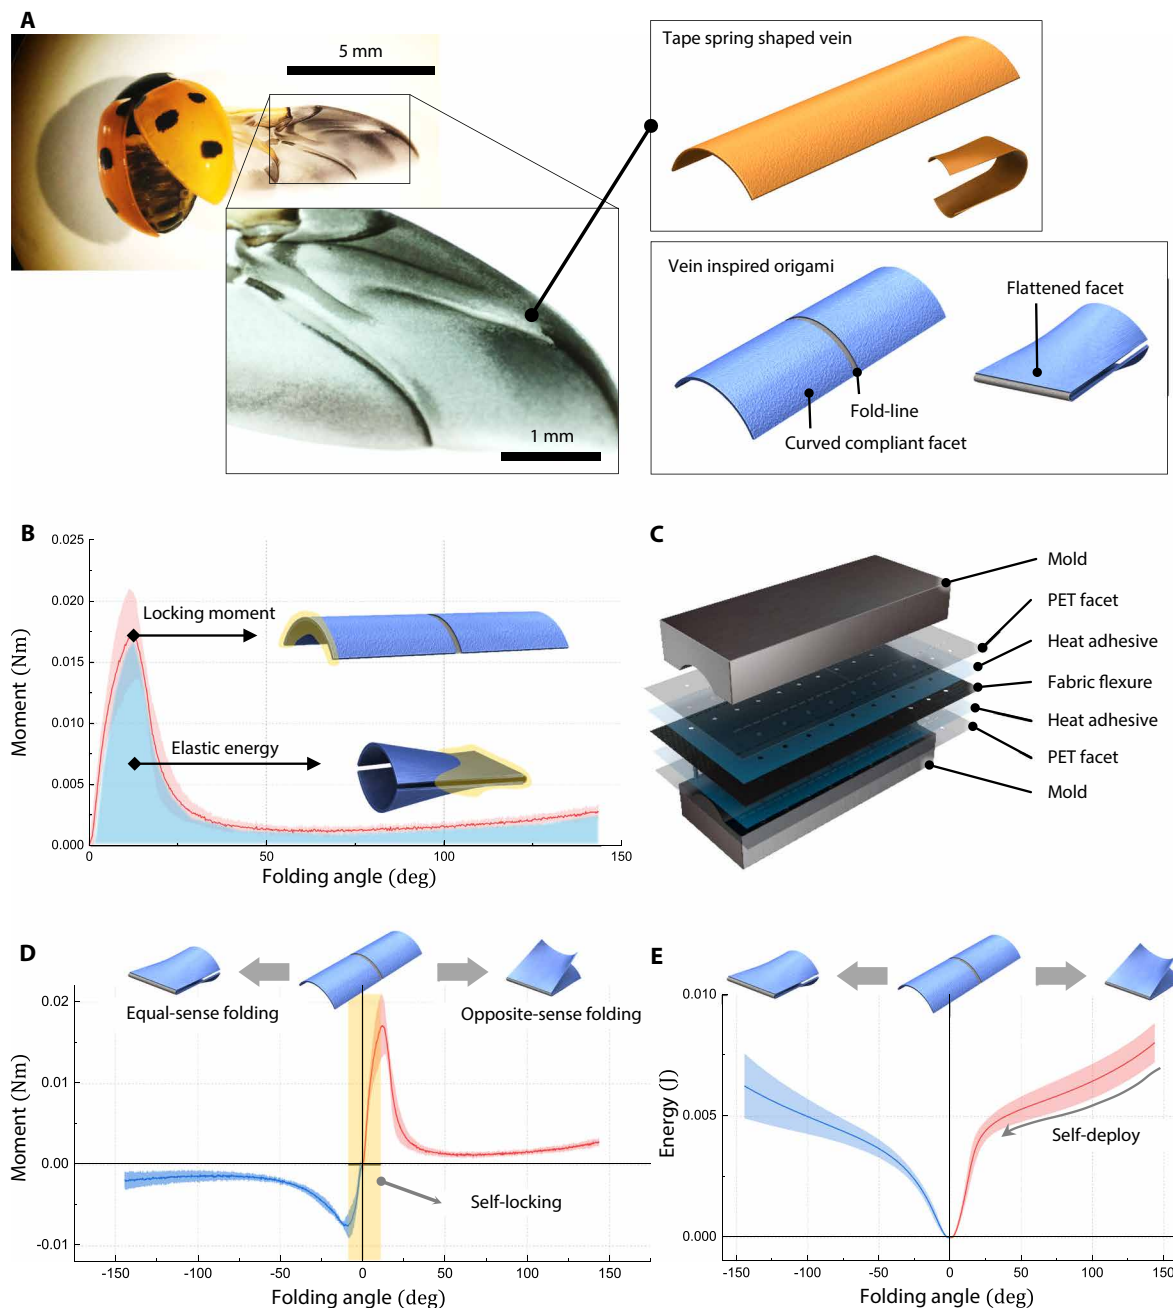 A
5 mm
1 mm
Tape spring shaped vein
Vein inspired origami
Flattened facet
Fold-line
Curved compliant facet
B
0.025
0.020
0.015
0.010
0.005
0.000
Moment (Nm)
Locking moment
Elastic energy
0
50
100
150
Folding angle (deg)
C
Mold
PET facet
Heat adhesive
Fabric flexure
Heat adhesive
PET facet
Mold
D
Equal-sense folding
Opposite-sense folding
0.02
0.01
0.00
-0.01
Moment (Nm)
Self-locking
-150
-100
-50
0
50
100
150
Folding angle (deg)
E
0.010
0.005
0.000
Energy (J)
Self-deploy
-150
-100
-50
0
50
100
150
Folding angle (deg)